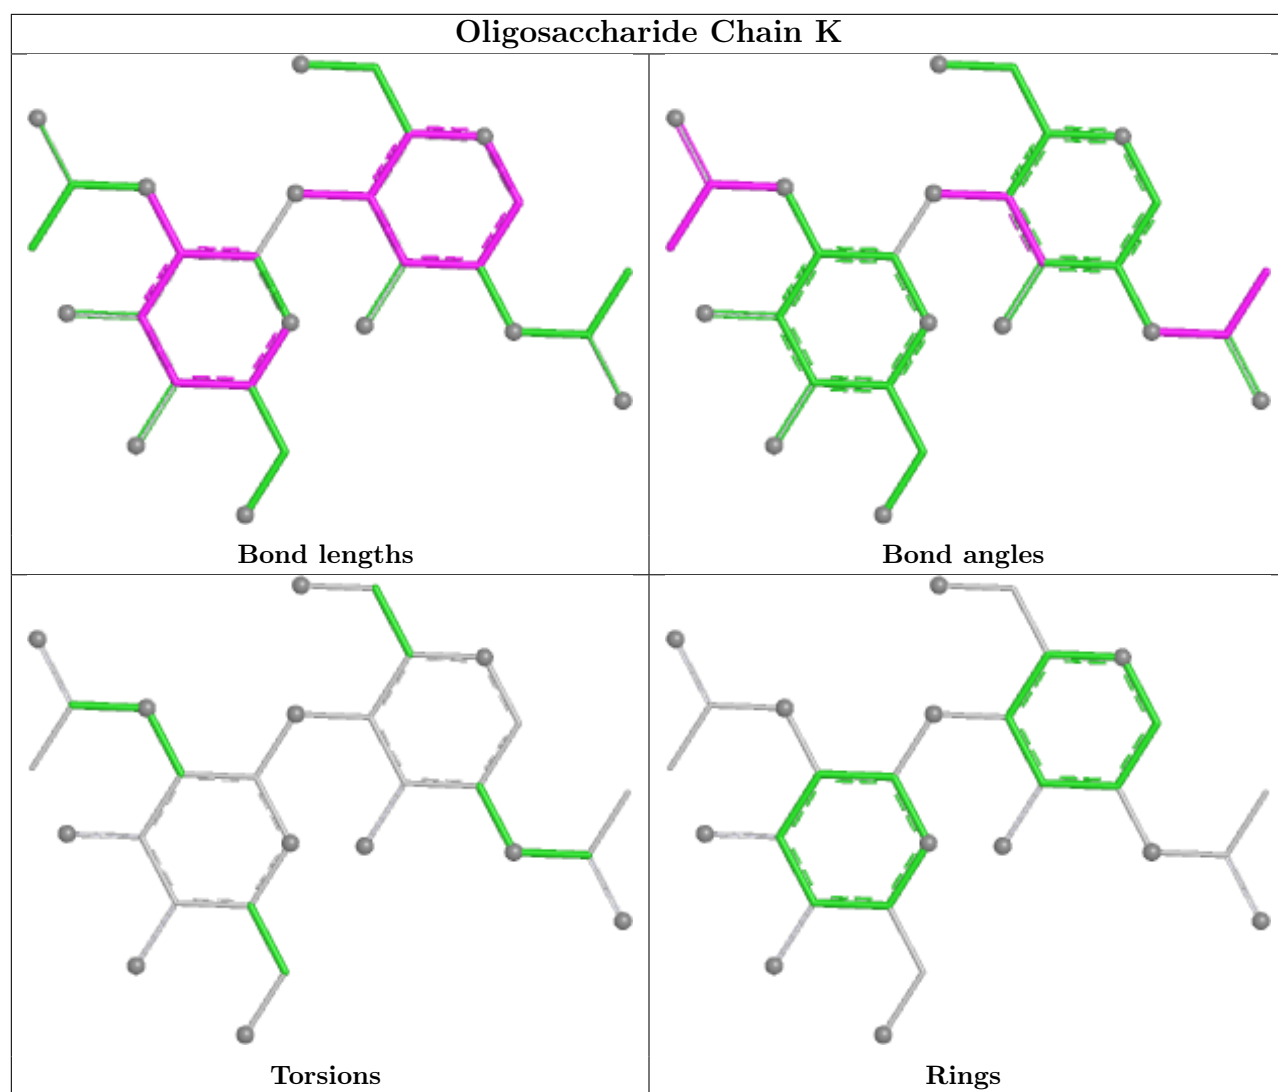 Oligosaccharide Chain K
Bond lengths
Bond angles
Torsions
Rings